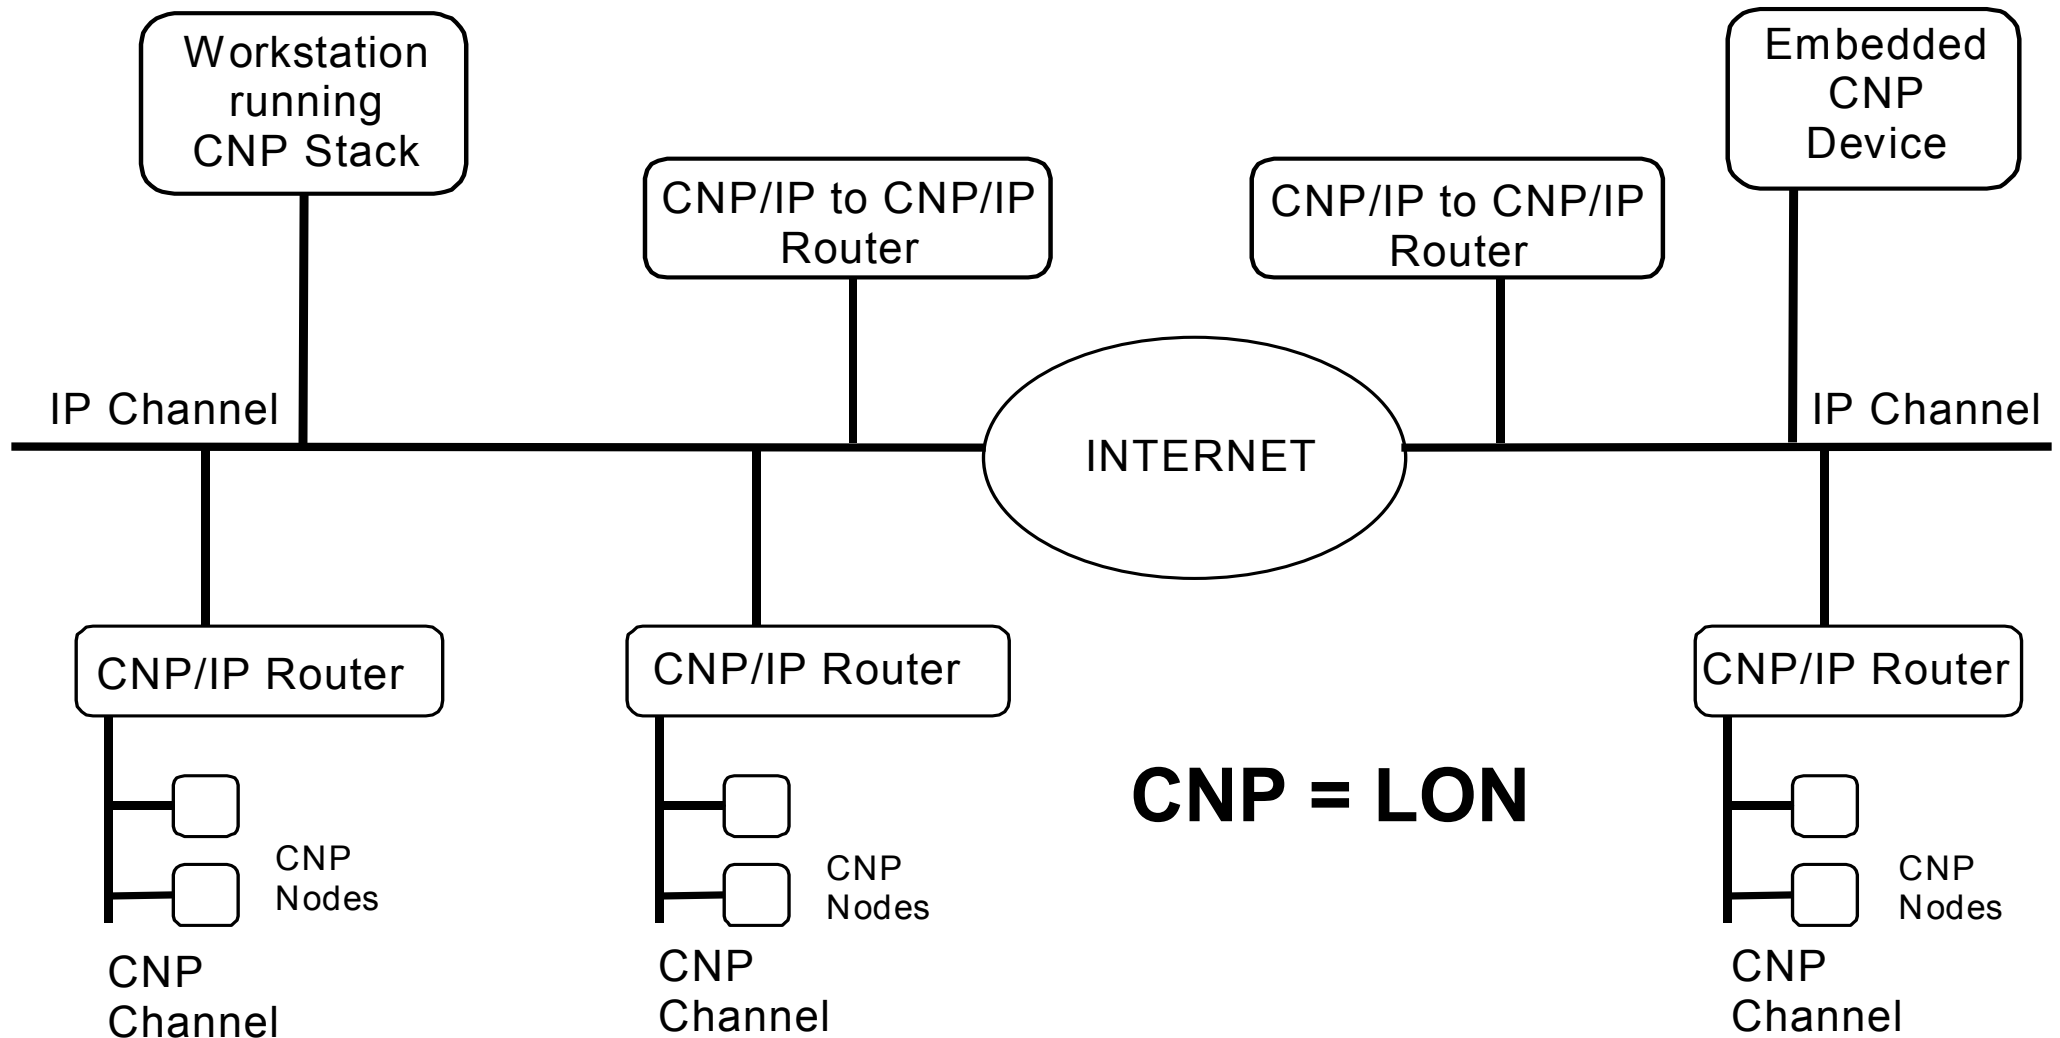 Workstation
running
CNP Stack
CNP/IP to CNP/IP
Router
CNP/IP to CNP/IP
Router
Embedded
CNP
Device
IP Channel
INTERNET
IP Channel
CNP/IP Router
CNP
Nodes
CNP
Channel
CNP/IP Router
CNP
Nodes
CNP
Channel
CNP = LON
CNP/IP Router
CNP
Nodes
CNP
Channel